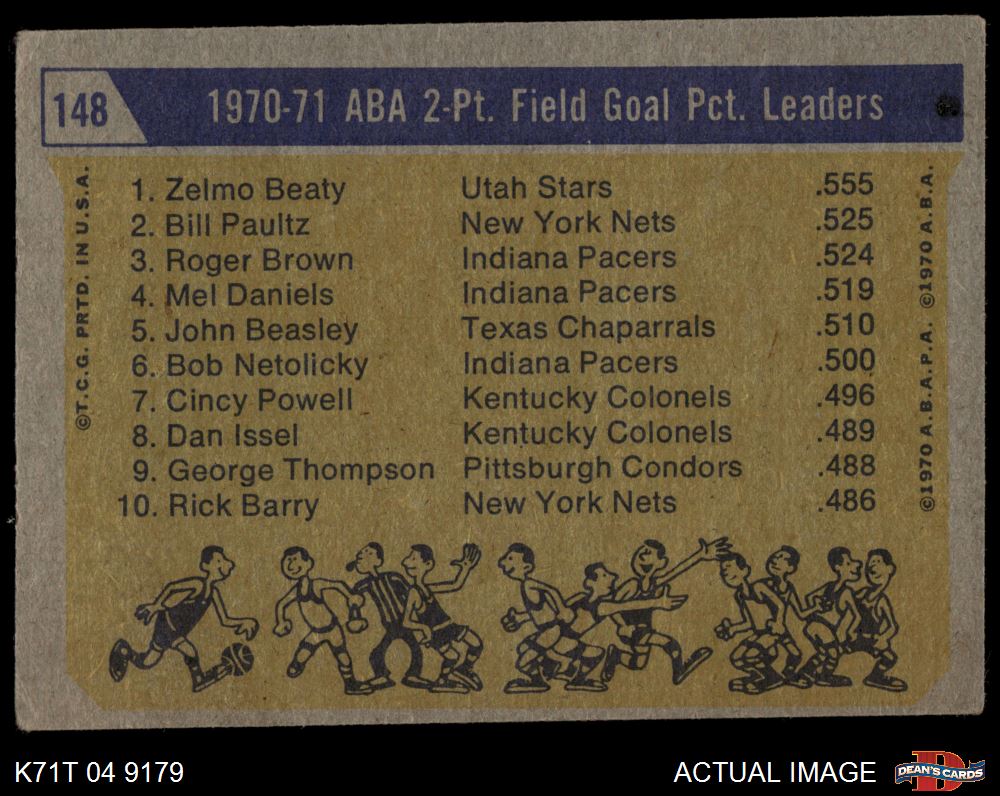 148 1970-71 ABA 2-Pt. Field Goal Pct. Leaders
1. Zelmo Beaty Utah Stars .555
2. Bill Paultz New York Nets .525
3. Roger Brown Indiana Pacers .524
4. Mel Daniels Indiana Pacers .519
5. John Beasley Texas Chaparrals .510
6. Bob Netolicky Indiana Pacers .500
7. Cincy Powell Kentucky Colonels .496
8. Dan Issel Kentucky Colonels .489
9. George Thompson Pittsburgh Condors .488
10. Rick Barry New York Nets .486
©T.C.G. PRTD. IN U.S.A.
©1970 A.B.A.P.A. ©1970 A.B.A.
K71T 04 9179
ACTUAL IMAGE
D
DEAN'S CARDS